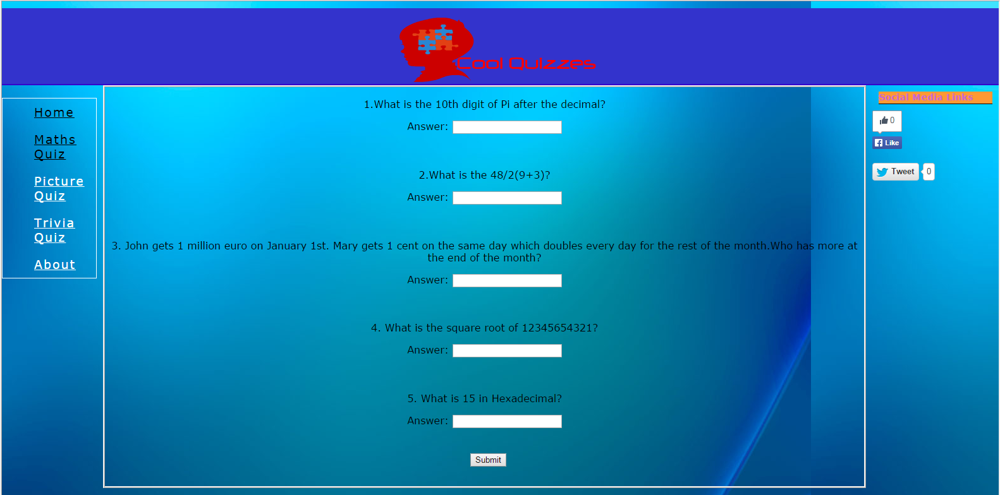 Cool Quizzes
Home
Maths
Quiz
Picture
Quiz
Trivia
Quiz
About
1.What is the 10th digit of Pi after the decimal?
Answer:
2.What is the 48/2(9+3)?
Answer:
3. John gets 1 million euro on January 1st. Mary gets 1 cent on the same day which doubles every day for the rest of the month.Who has more at
the end of the month?
Answer:
4. What is the square root of 12345654321?
Answer:
5. What is 15 in Hexadecimal?
Answer:
Submit
Social Media Links
0
Like
Tweet 0